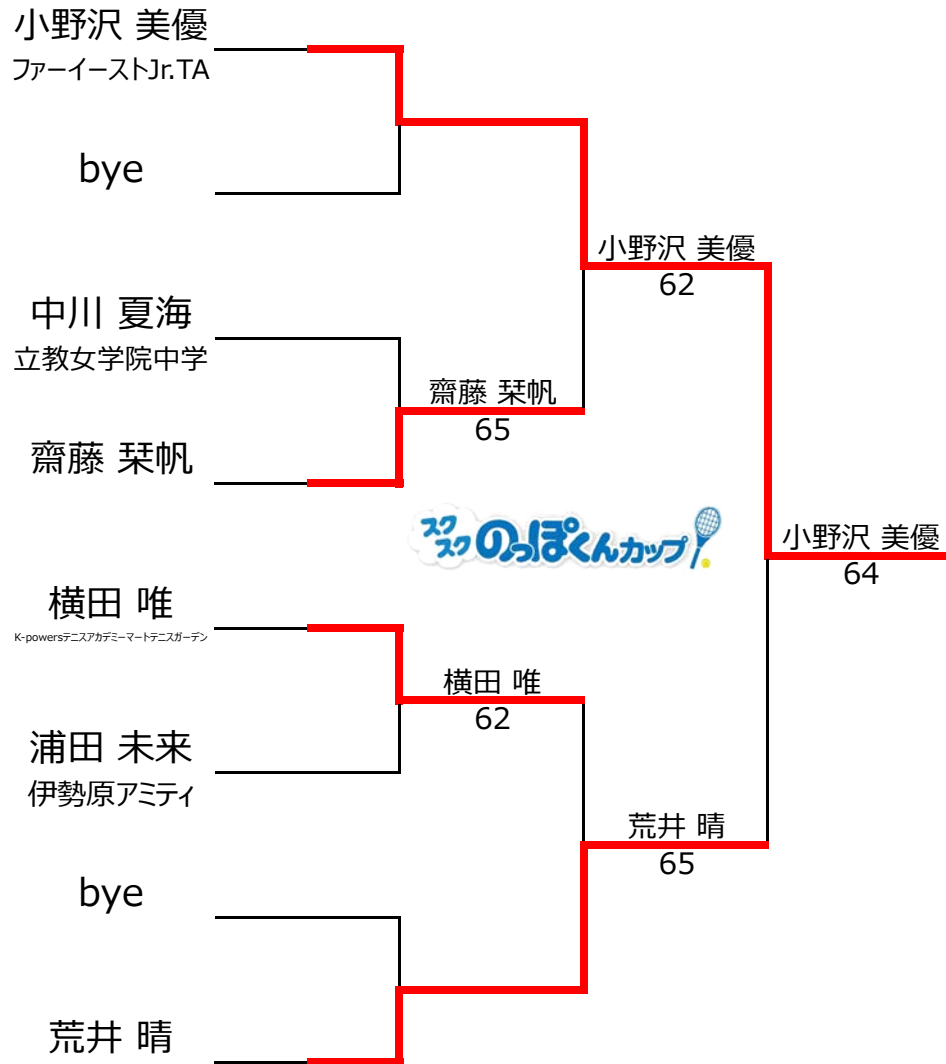 小野沢 美優
ファーイーストJr.TA
bye
小野沢 美優
62
中川 夏海
立教女学院中学
齋藤 栞帆
65
齋藤 栞帆
スクスクのっぽくんカップ
小野沢 美優
64
横田 唯
K-powersテニスアカデミーマートテニスガーデン
横田 唯
62
浦田 未来
伊勢原アミティ
荒井 晴
65
bye
荒井 晴